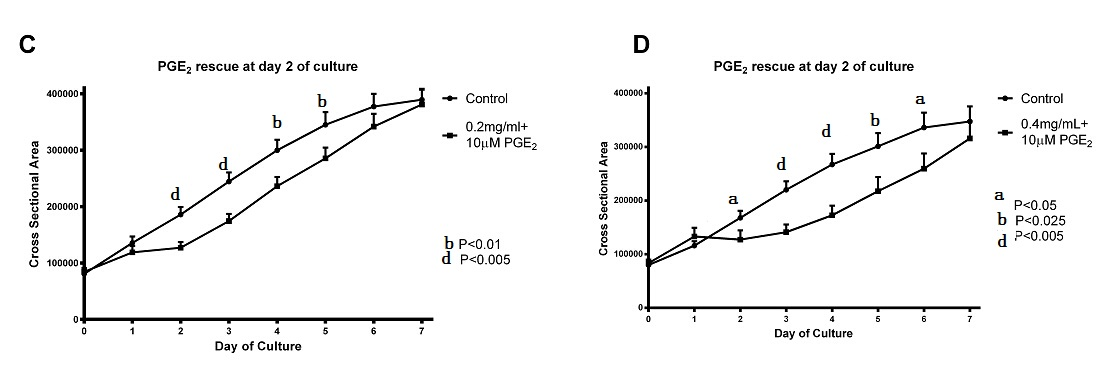 C
PGE₂ rescue at day 2 of culture
400000
300000
200000
100000
0
Cross Sectional Area
0 1 2 3 4 5 6 7
Day of Culture
d
d
b
b
Control
0.2mg/ml+
10μM PGE₂
b P<0.01
d P<0.005
D
PGE₂ rescue at day 2 of culture
400000
300000
200000
100000
0
Cross Sectional Area
0 1 2 3 4 5 6 7
Day of Culture
a
d
d
b
a
Control
0.4mg/mL+
10μM PGE₂
a P<0.05
b P<0.025
d P<0.005